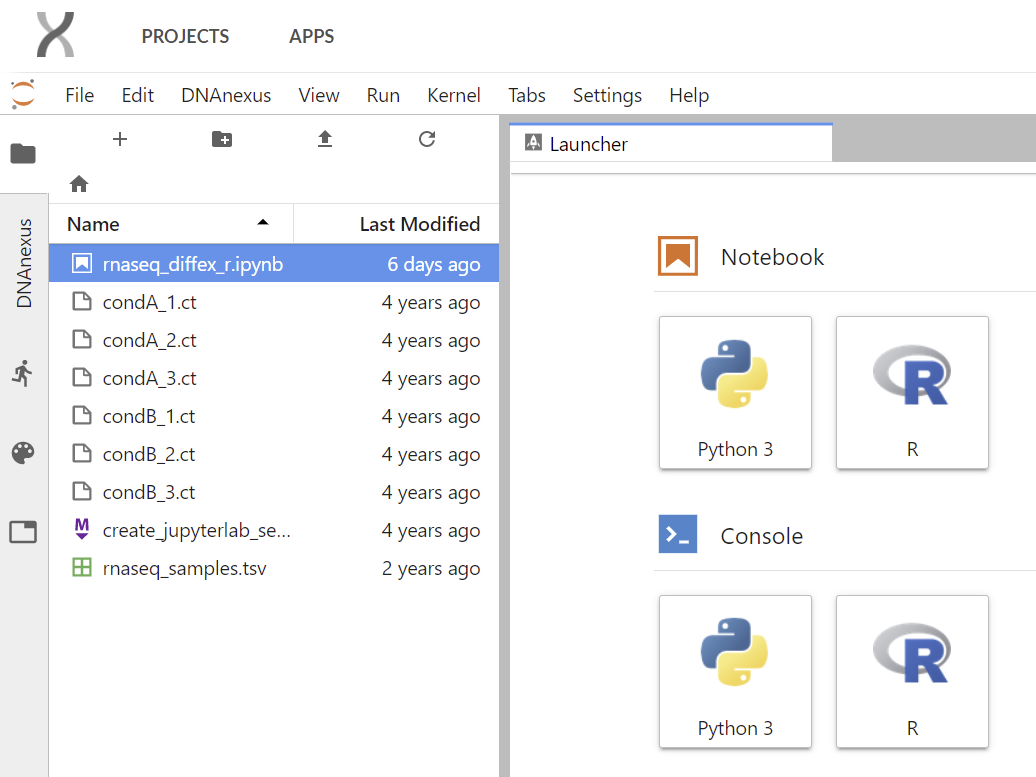 PROJECTS APPS
File Edit DNAnexus View Run Kernel Tabs Settings Help
Launcher
DNAnexus
Name Last Modified
rnaseq_diffex_r.ipynb 6 days ago
condA_1.ct 4 years ago
condA_2.ct 4 years ago
condA_3.ct 4 years ago
condB_1.ct 4 years ago
condB_2.ct 4 years ago
condB_3.ct 4 years ago
create_jupyterlab_se... 4 years ago
rnaseq_samples.tsv 2 years ago
Notebook
Python 3 R
Console
Python 3 R